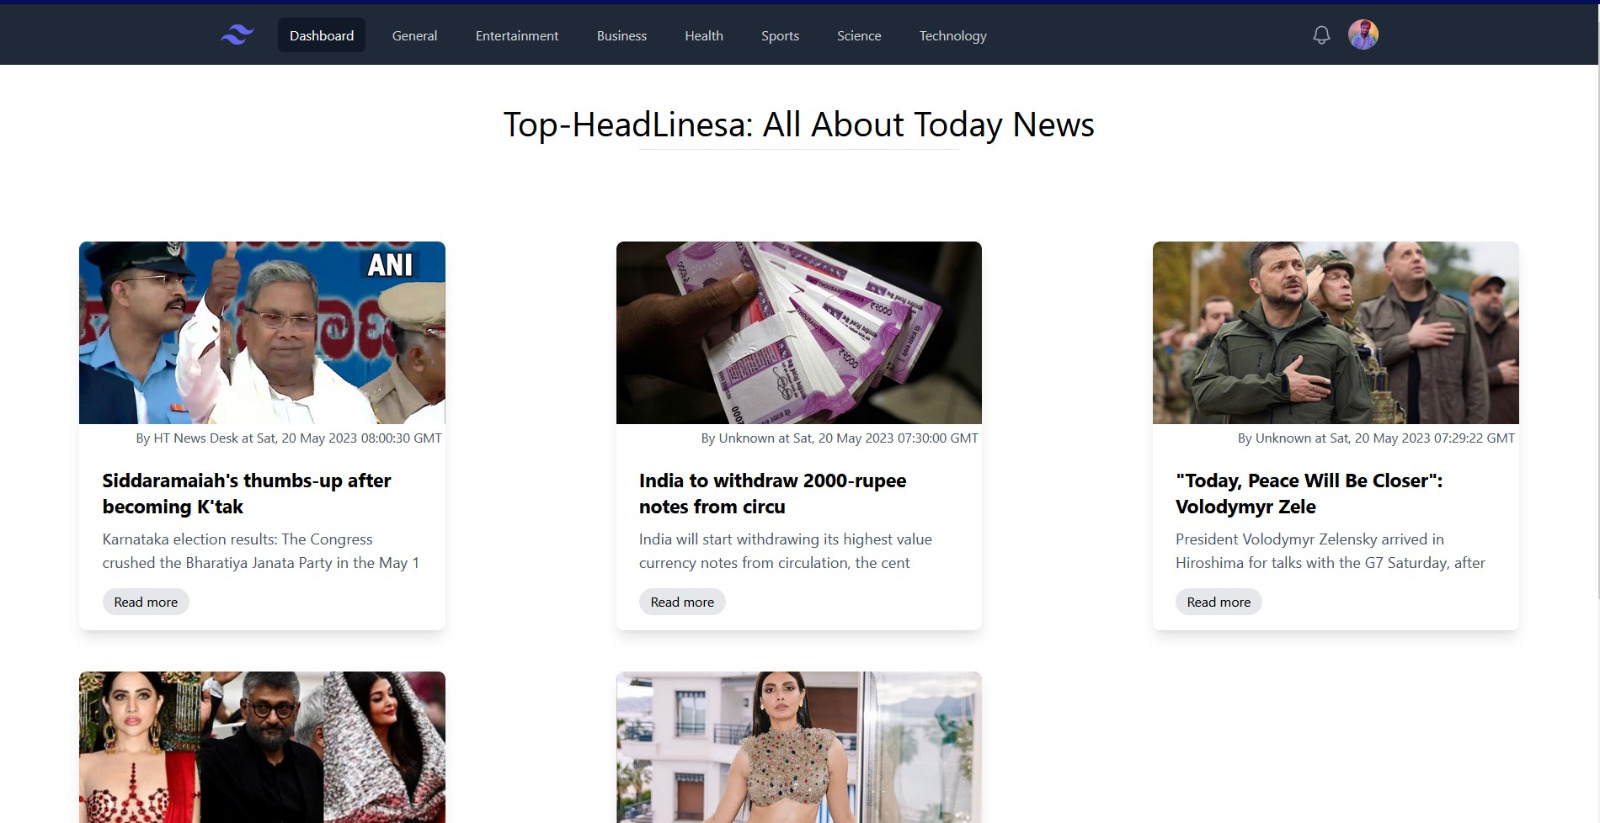 Dashboard General Entertainment Business Health Sports Science Technology
Top-HeadLinesa: All About Today News
ANI
By HT News Desk at Sat, 20 May 2023 08:00:30 GMT
Siddaramaiah's thumbs-up after
becoming K'tak
Karnataka election results: The Congress
crushed the Bharatiya Janata Party in the May 1
Read more
2000
₹2000
By Unknown at Sat, 20 May 2023 07:30:00 GMT
India to withdraw 2000-rupee
notes from circu
India will start withdrawing its highest value
currency notes from circulation, the cent
Read more
By Unknown at Sat, 20 May 2023 07:29:22 GMT
"Today, Peace Will Be Closer":
Volodymyr Zele
President Volodymyr Zelensky arrived in
Hiroshima for talks with the G7 Saturday, after
Read more